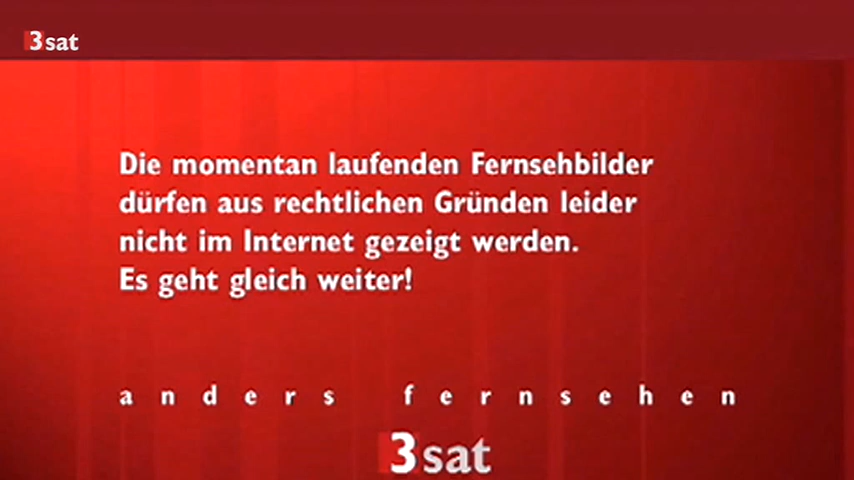 3sat
Die momentan laufenden Fernsehbilder
dürfen aus rechtlichen Gründen leider
nicht im Internet gezeigt werden.
Es geht gleich weiter!
anders fernsehen
3sat